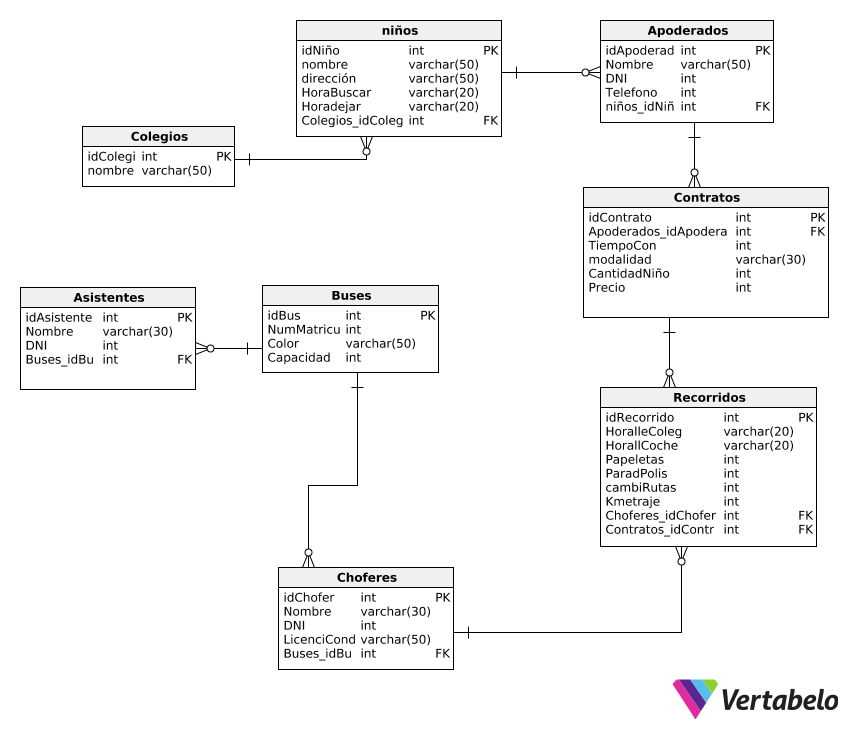 niños
idNiño int PK
nombre varchar(50)
dirección varchar(50)
HoraBuscar varchar(20)
Horadejar varchar(20)
Colegios_idColeg int FK
Apoderados
idApoderad int PK
Nombre varchar(50)
DNI int
Telefono int
niños_idNiñ int FK
Colegios
idColegi int PK
nombre varchar(50)
Contratos
idContrato int PK
Apoderados_idApodera int FK
TiempoCon int
modalidad varchar(30)
CantidadNiño int
Precio int
Asistentes
idAsistente int PK
Nombre varchar(30)
DNI int
Buses_idBu int FK
Buses
idBus int PK
NumMatricu int
Color varchar(50)
Capacidad int
Recorridos
idRecorrido int PK
HoralleColeg varchar(20)
HorallCoche varchar(20)
Papeletas int
ParadPolis int
cambiRutas int
Kmetraje int
Choferes_idChofer int FK
Contratos_idContr int FK
Choferes
idChofer int PK
Nombre varchar(30)
DNI int
LicenciCond varchar(50)
Buses_idBu int FK
Vertabelo